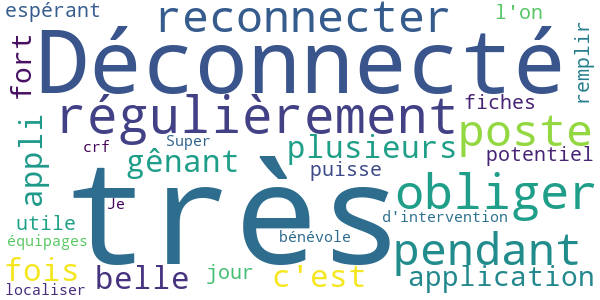 espérant reconnecter l'on
fort Déconnecté remplir
régulièrement fiches
appli crf Super gênant plusieurs poste
puisse potentiel
très Je obliger
utile d'intervention
équipages bénévole pendant
fois belle jour c'est application
localiser